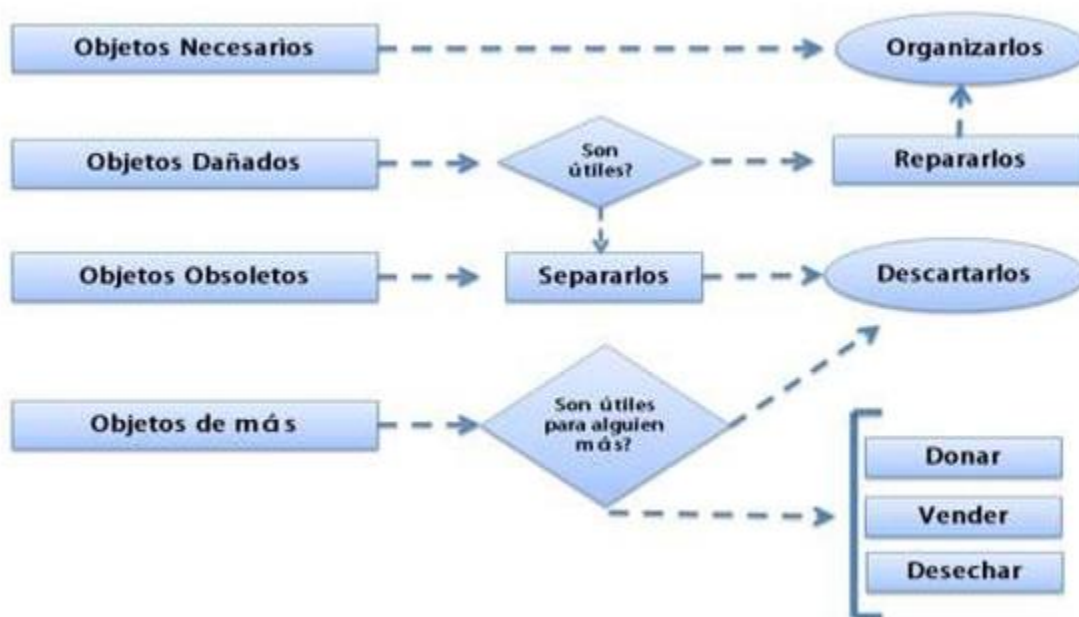 Objetos Necesarios
Organizarlos
Objetos Dañados
Son
útiles?
Repararlos
Objetos Obsoletos
Separarlos
Descartarlos
Objetos de más
Son útiles
para alguien
más?
Donar
Vender
Desechar